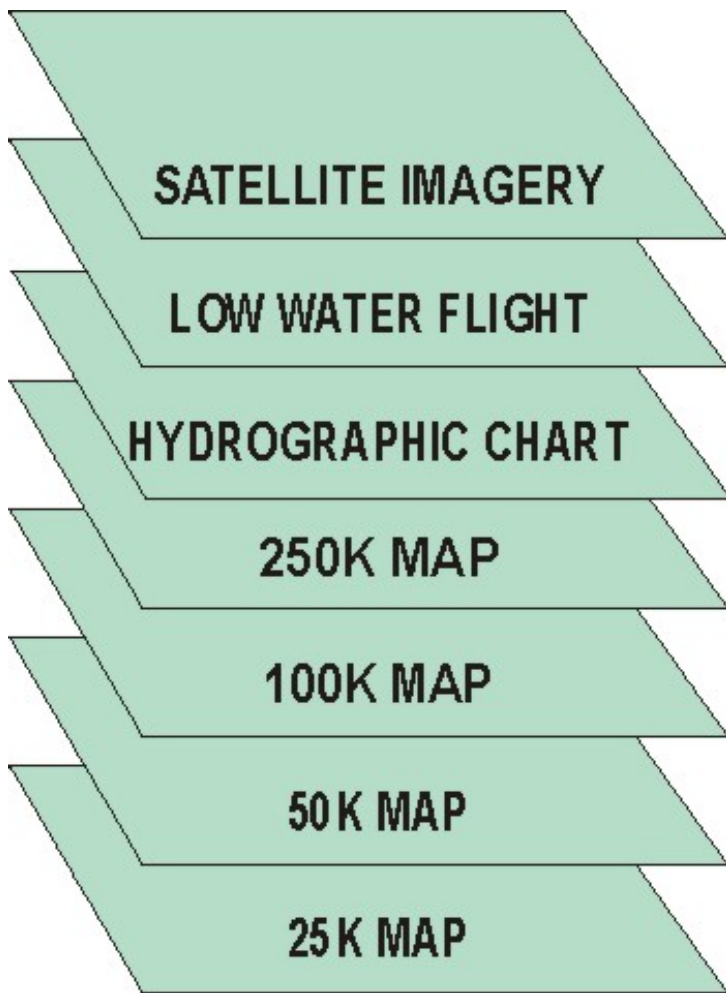 SATELLITE IMAGERY
LOW WATER FLIGHT
HYDROGRAPHIC CHART
250K MAP
100K MAP
50K MAP
25K MAP